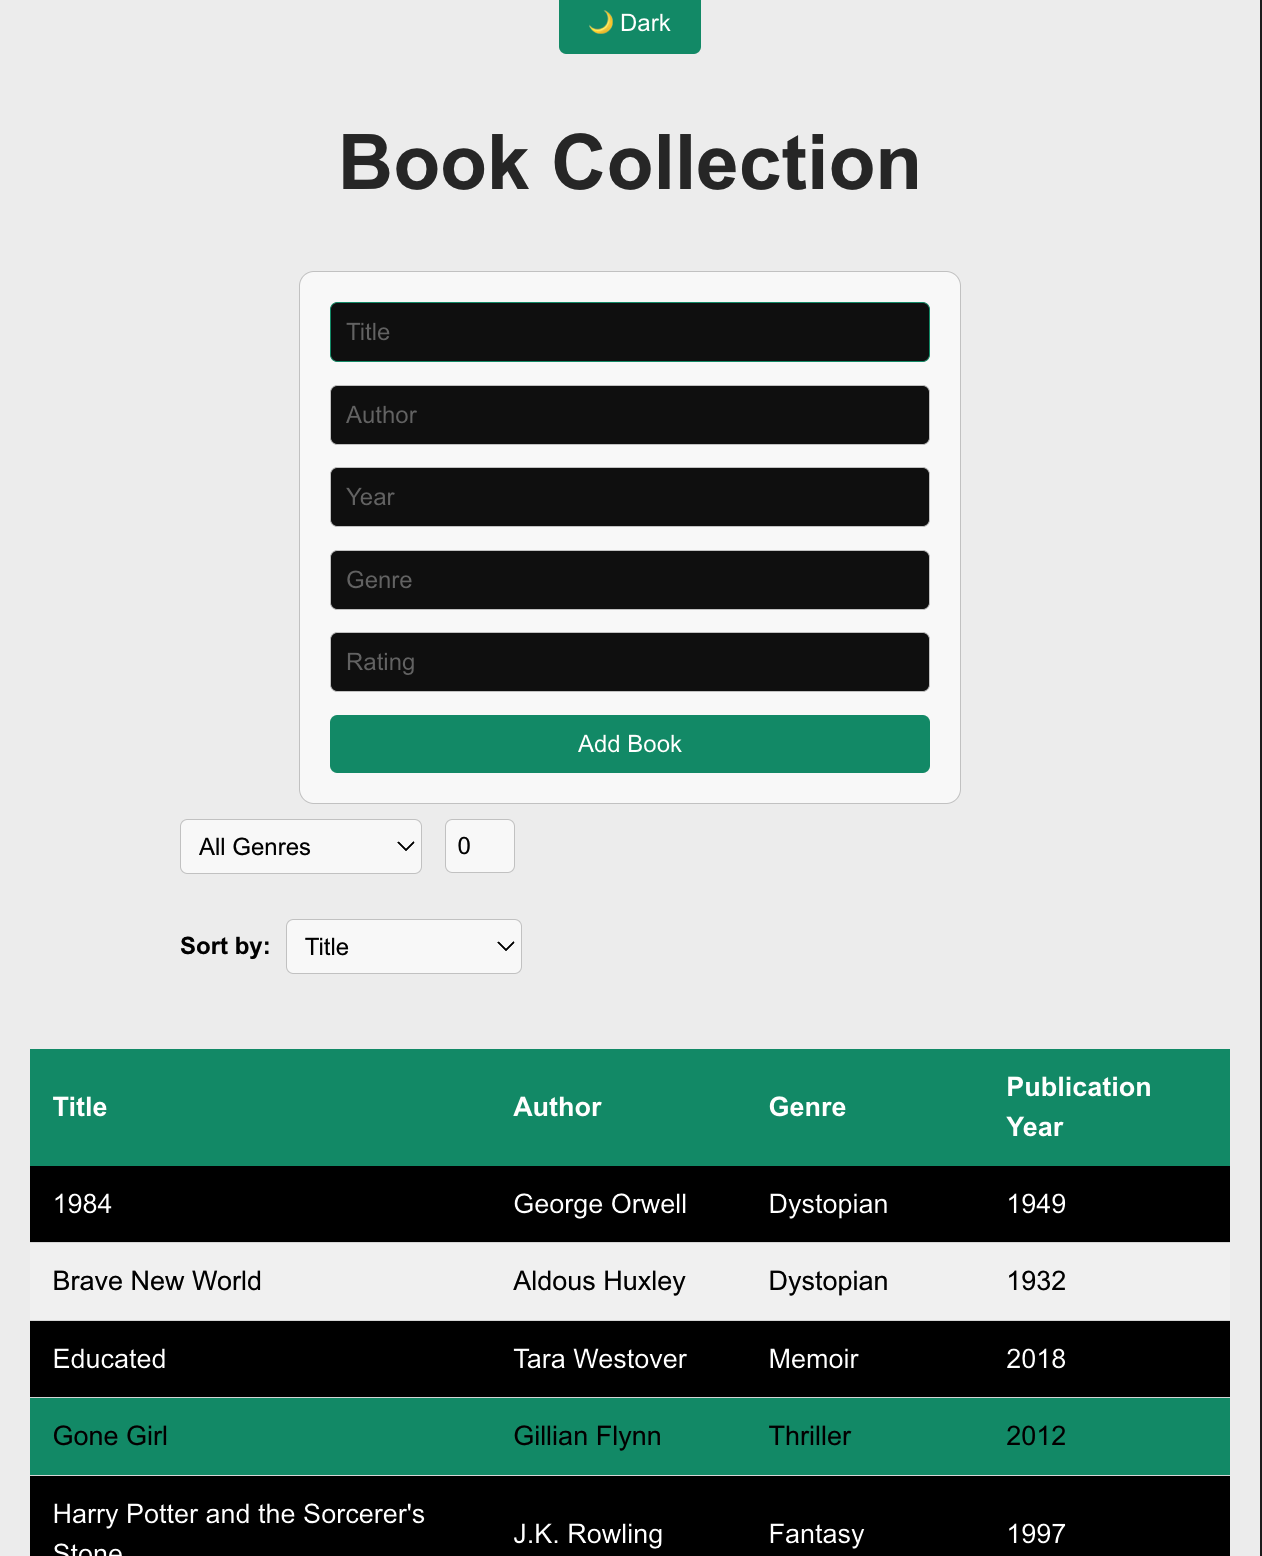 🌙 Dark
Book Collection
Title
Author
Year
Genre
Rating
Add Book
All Genres 0
Sort by: Title
Title Author Genre Publication Year
1984 George Orwell Dystopian 1949
Brave New World Aldous Huxley Dystopian 1932
Educated Tara Westover Memoir 2018
Gone Girl Gillian Flynn Thriller 2012
Harry Potter and the Sorcerer's Stone J.K. Rowling Fantasy 1997